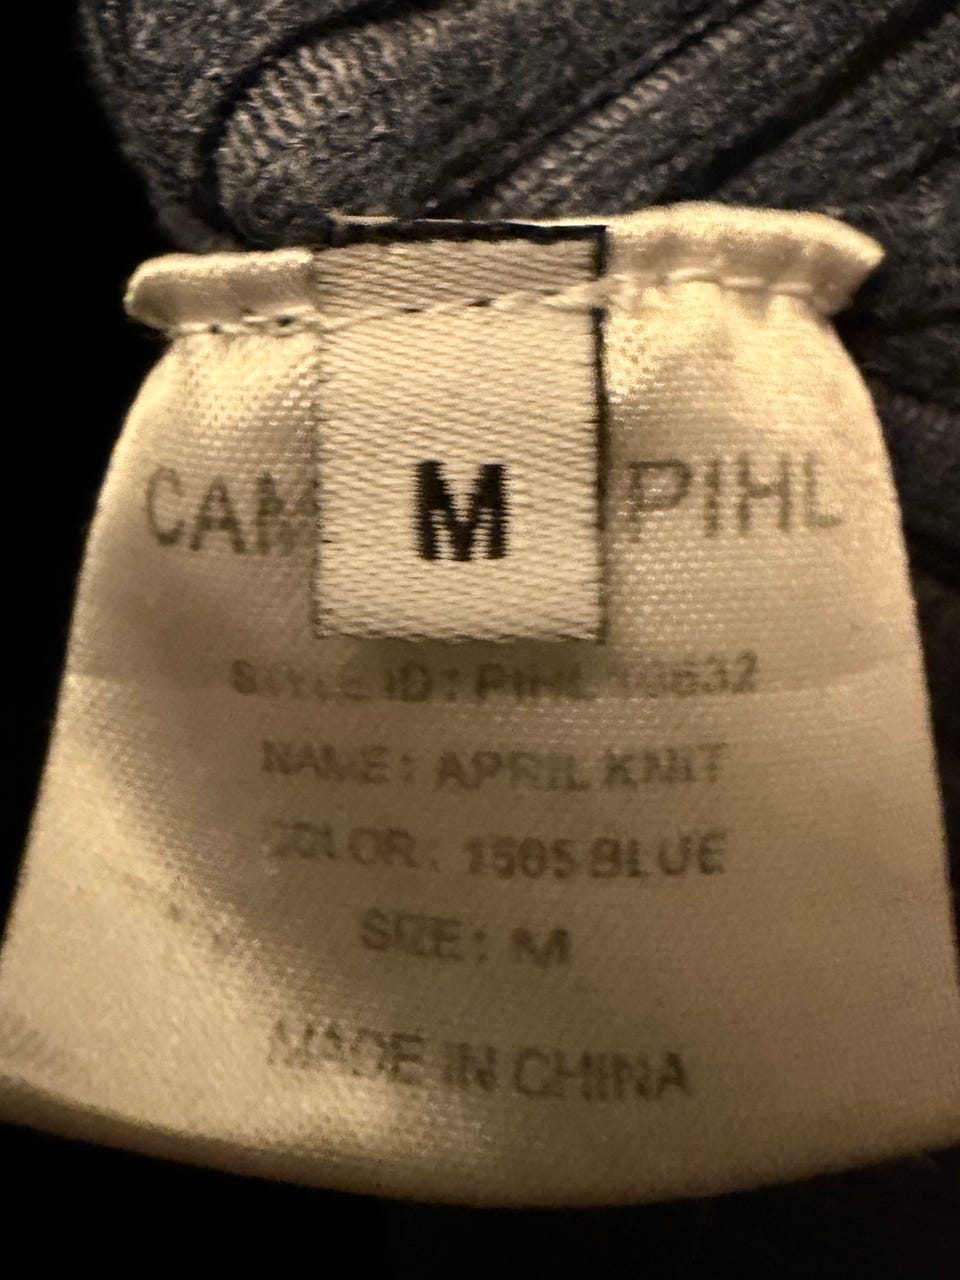 CAM PIHL
M
STYLE ID: PIHL
NAME: APRIL KNIT
COLOR: 1505 BLUE
SIZE: M
MADE IN CHINA